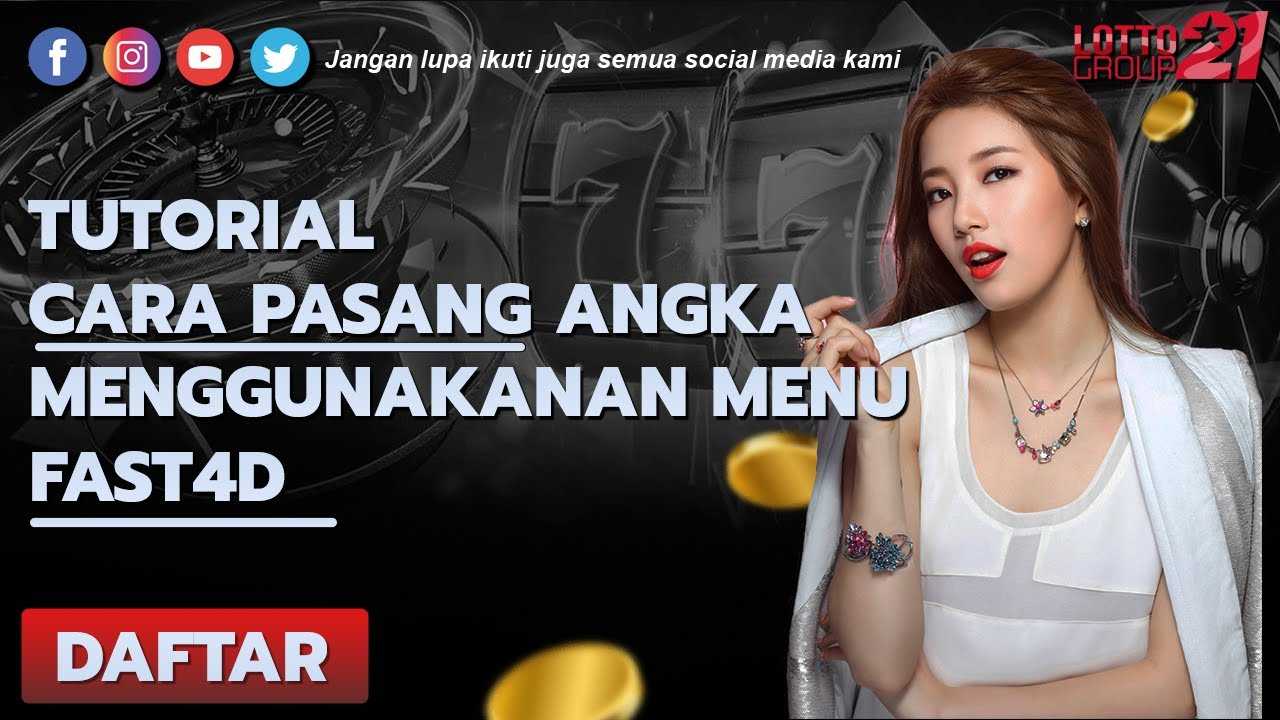 Jangan lupa ikuti juga semua social media kami
LOTTO 21
GROUP
TUTORIAL
CARA PASANG ANGKA
MENGGUNAKANAN MENU
FAST4D
DAFTAR